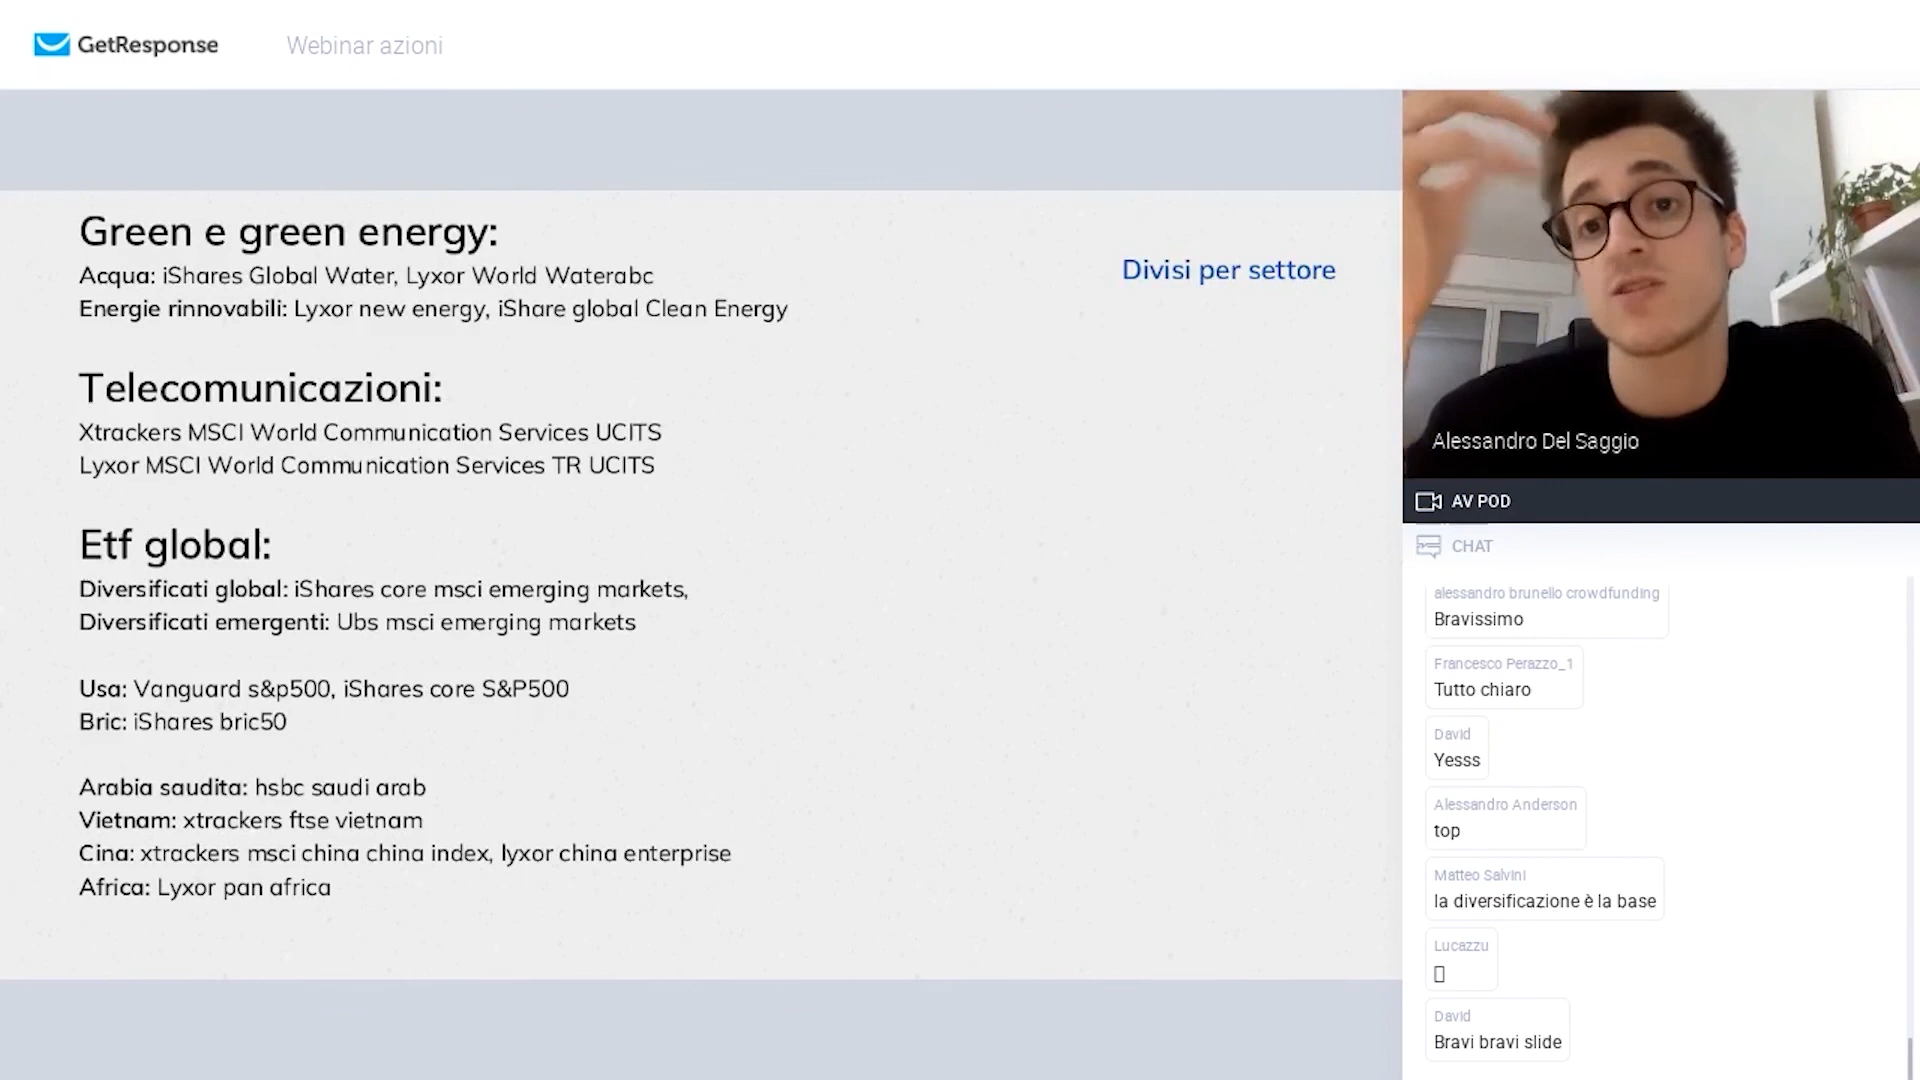 GetResponse
Webinar azioni
Green e green energy:
Acqua: iShares Global Water, Lyxor World Waterabc
Energie rinnovabili: Lyxor new energy, iShare global Clean Energy
Divisi per settore
Telecomunicazioni:
Xtrackers MSCI World Communication Services UCITS
Lyxor MSCI World Communication Services TR UCITS
Etf global:
Diversificati global: iShares core msci emerging markets,
Diversificati emergenti: Ubs msci emerging markets
Usa: Vanguard s&p500, iShares core S&P500
Bric: iShares bric50
Arabia saudita: hsbc saudi arab
Vietnam: xtrackers ftse vietnam
Cina: xtrackers msci china china index, lyxor china enterprise
Africa: Lyxor pan africa
Alessandro Del Saggio
AV POD
CHAT
alessandro brunello crowdfunding
Bravissimo
Francesco Perazzo_1
Tutto chiaro
David
Yesss
Alessandro Anderson
top
Matteo Salvini
la diversificazione è la base
Lucazzu
David
Bravi bravi slide